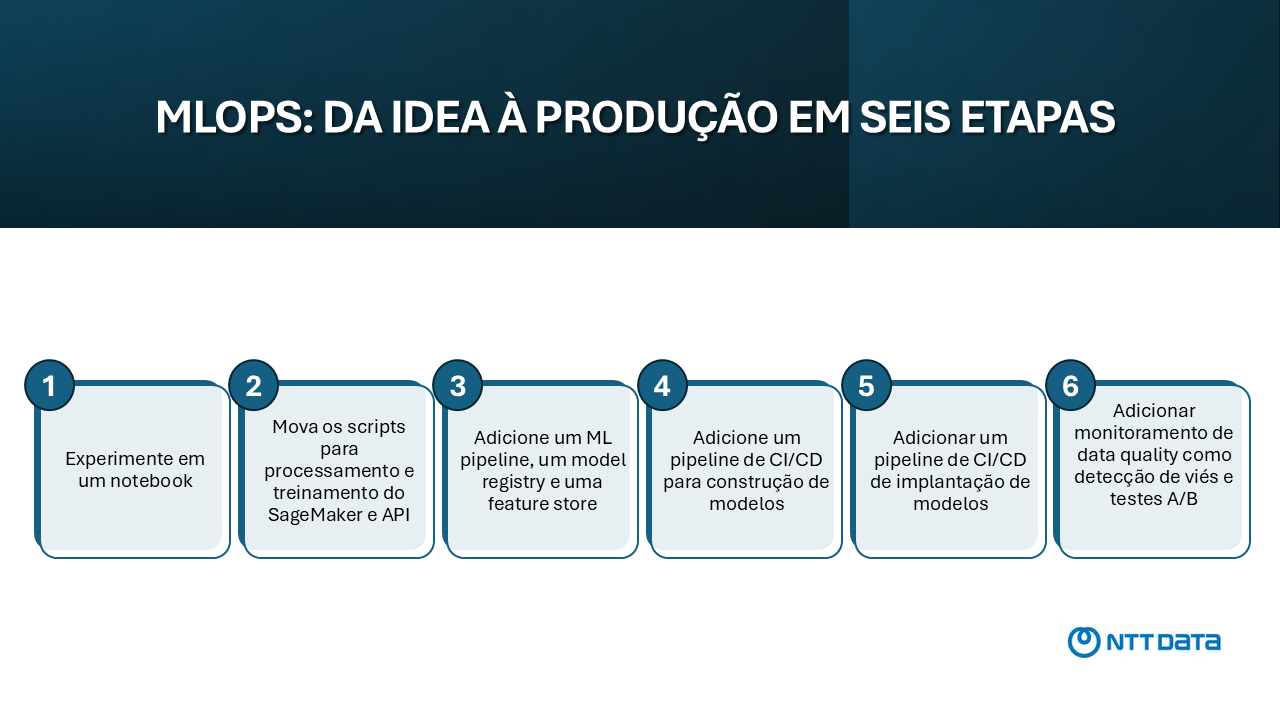 MLOPS: DA IDEA À PRODUÇÃO EM SEIS ETAPAS
1
Experimente em
um notebook
2
Mova os scripts
para
processamento e
treinamento do
SageMaker e API
3
Adicione um ML
pipeline, um model
registry e uma
feature store
4
Adicione um
pipeline de CI/CD
para construção de
modelos
5
Adicionar um
pipeline de CI/CD
de implantação de
modelos
6
Adicionar
monitoramento de
data quality como
detecção de viés e
testes A/B
NTT DATA